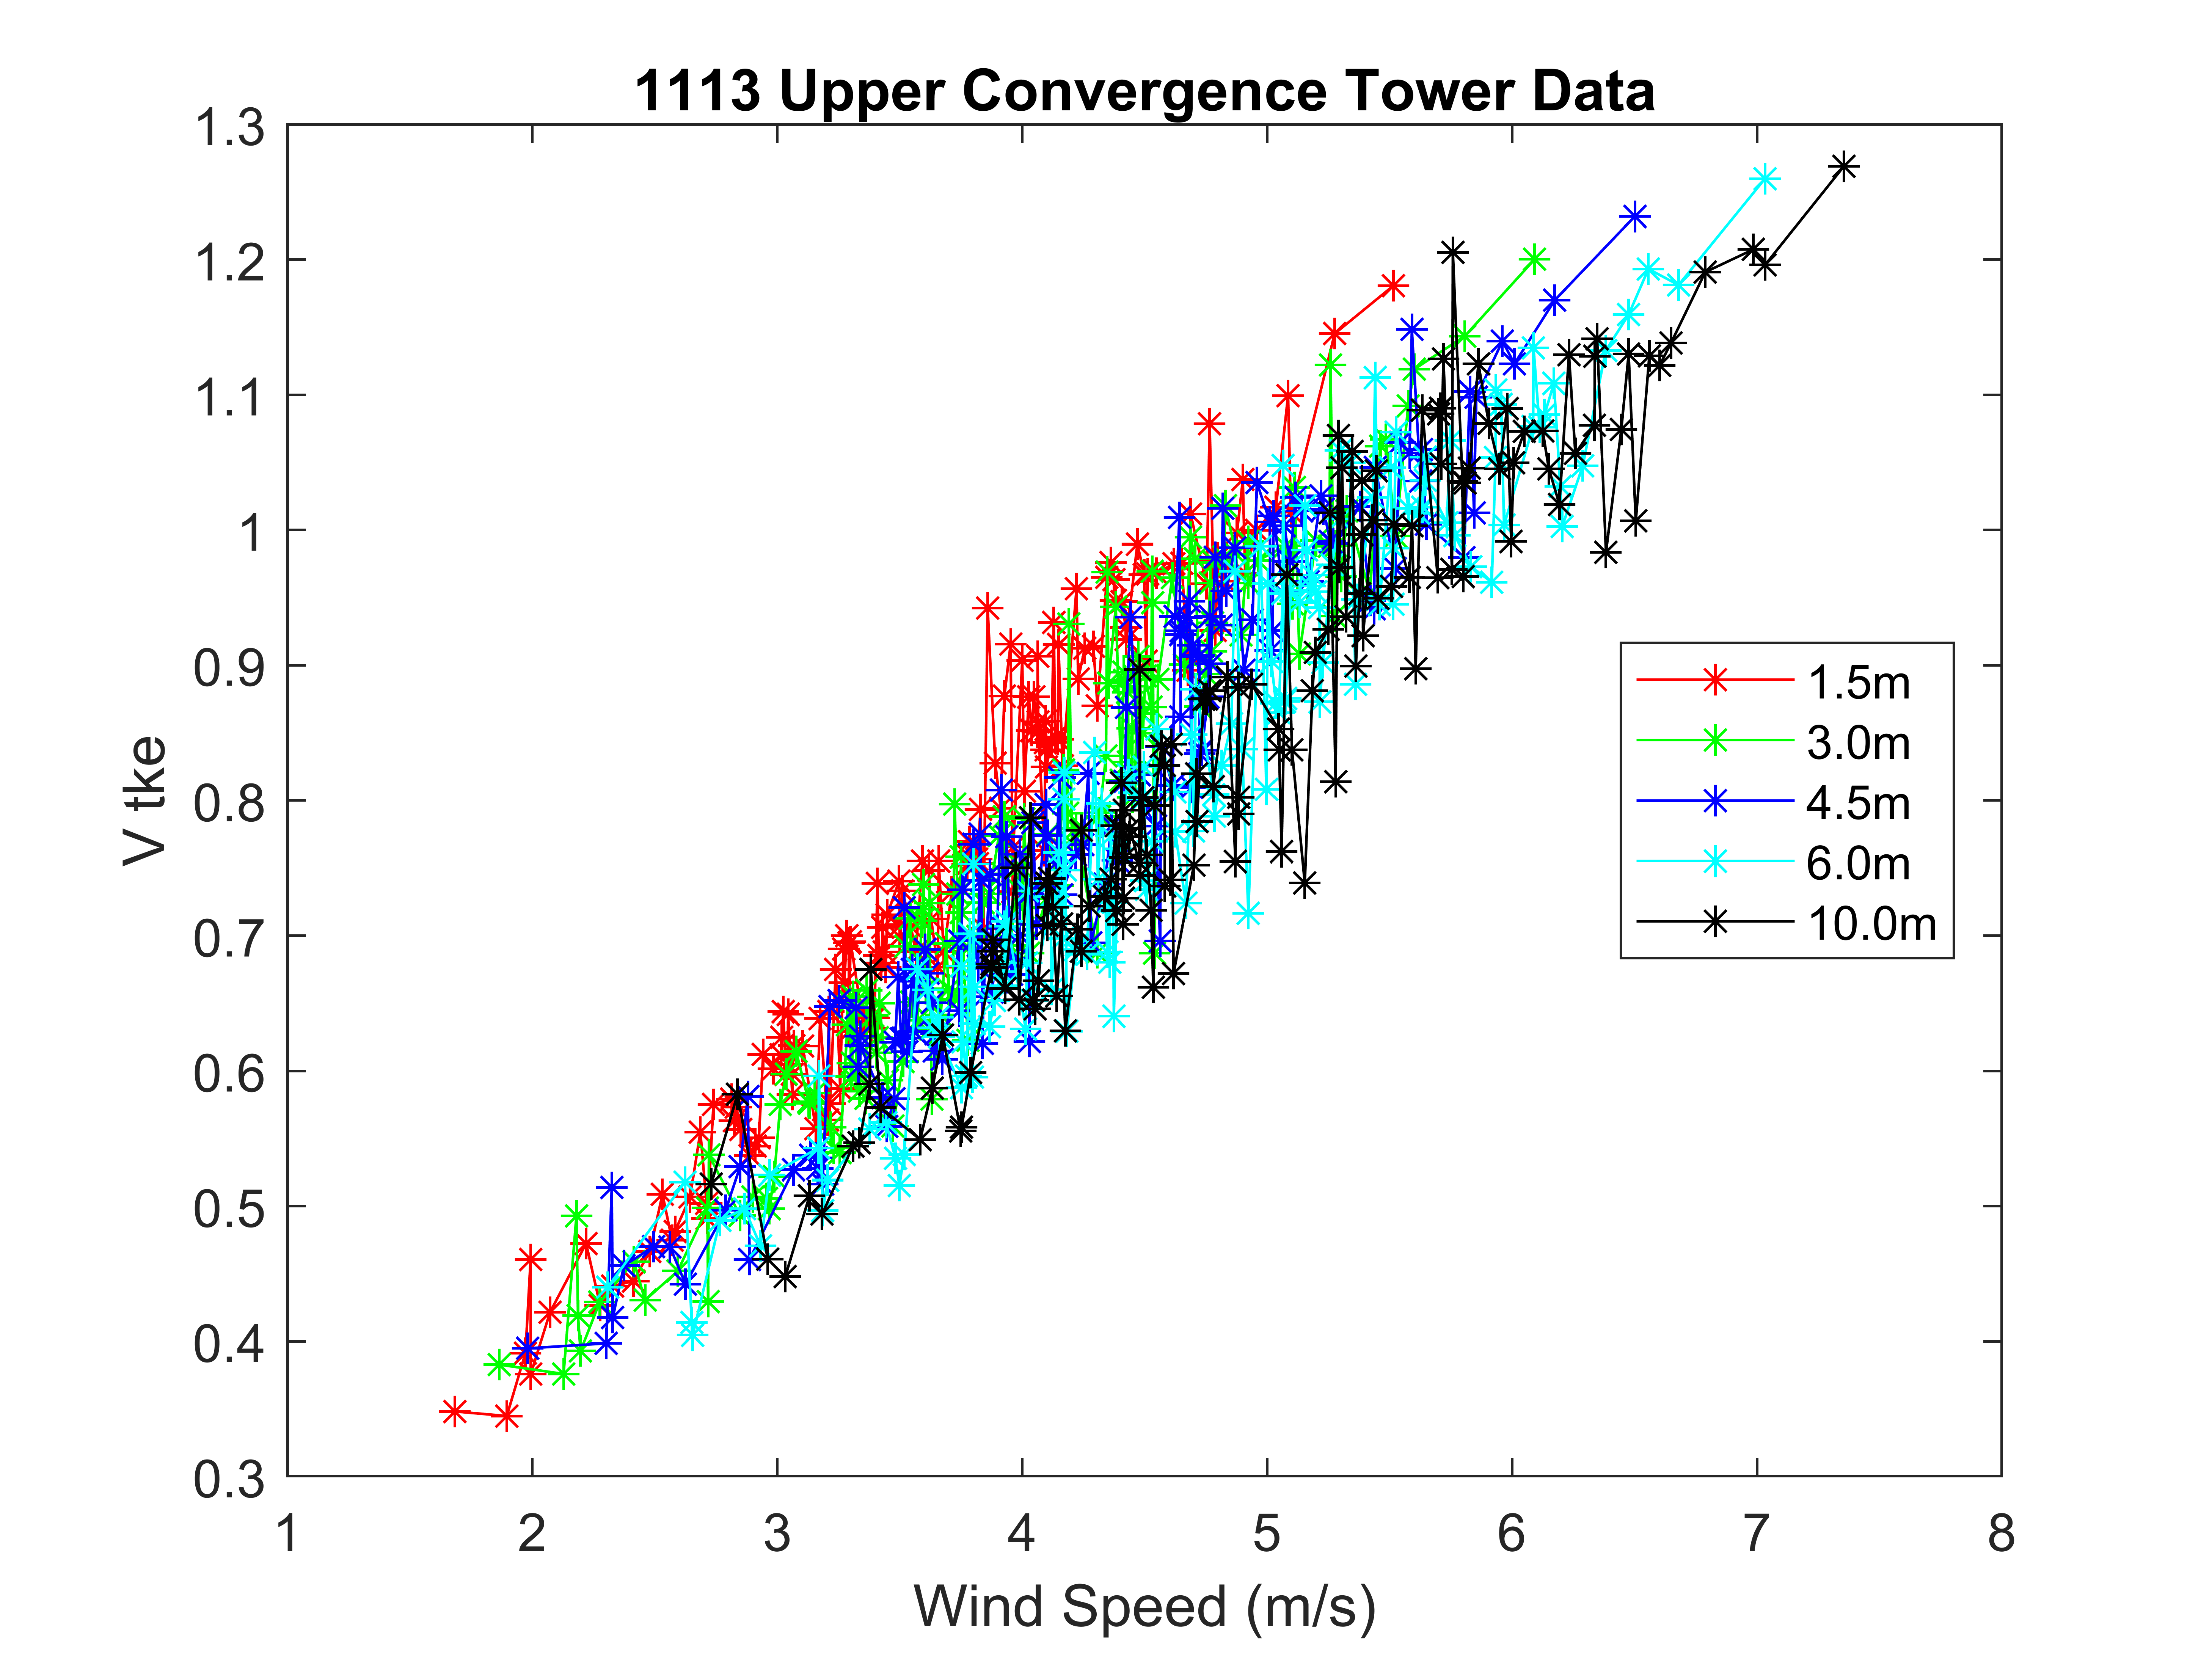 1113 Upper Convergence Tower Data
1.3
1.2
1.1
1
0.9
0.8
0.7
0.6
0.5
0.4
0.3
V tke
1.5m
3.0m
4.5m
6.0m
10.0m
1 2 3 4 5 6 7 8
Wind Speed (m/s)